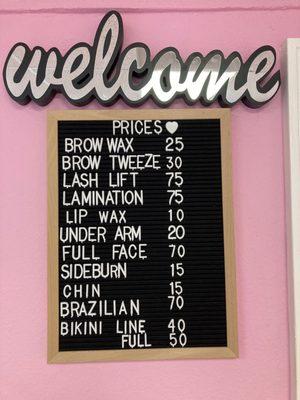 welcome
PRICES ♥
BROW WAX 25
BROW TWEEZE 30
LASH LIFT 75
LAMINATION 75
LIP WAX 10
UNDER ARM 20
FULL FACE 70
SIDEBURN 15
CHIN 15
BRAZILIAN 70
BIKINI LINE 40
FULL 50